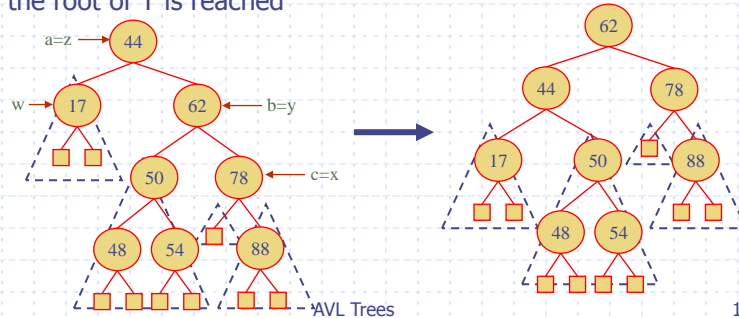 the root of T is reached
62
a=z 44
44 78
w 17 62 b=y
17 50 88
50 78 c=x
48 54
48 54 88
AVL Trees 1